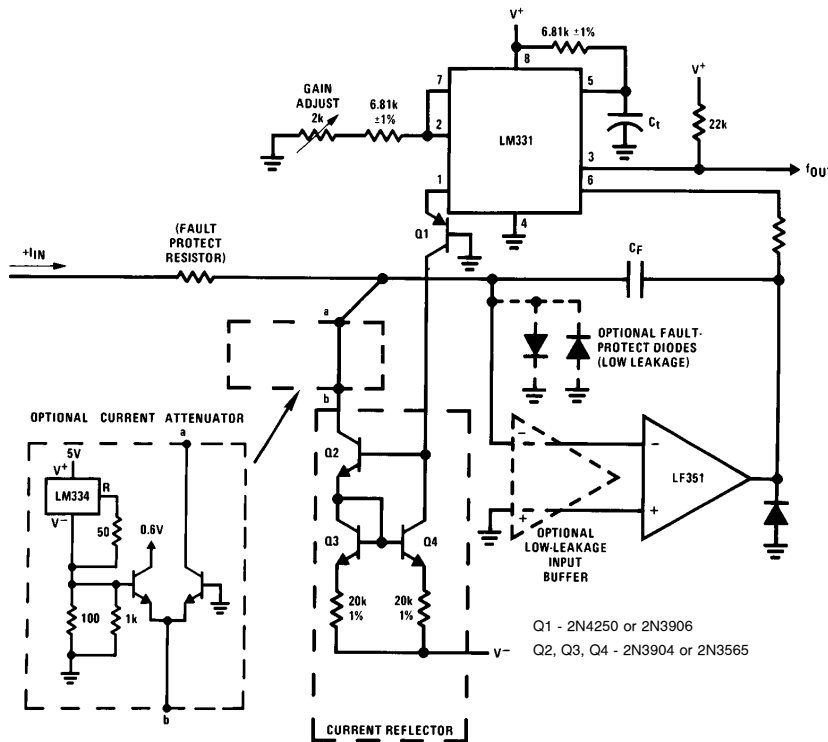 V+
V+
6.81k ±1%
8
7
5
GAIN
ADJUST
2k
6.81k
±1%
2
LM331
Ct
22k
3
fOUT
1
6
4
+IIN
(FAULT
PROTECT
RESISTOR)
Q1
CF
a
OPTIONAL FAULT-
PROTECT DIODES
(LOW LEAKAGE)
b
OPTIONAL CURRENT ATTENUATOR
a
5V
V+
LM334
R
V−
50
0.6V
100
1k
b
Q2
Q3
Q4
20k
1%
20k
1%
V−
CURRENT REFLECTOR
−
+
OPTIONAL
LOW-LEAKAGE
INPUT
BUFFER
−
+
LF351
Q1 - 2N4250 or 2N3906
Q2, Q3, Q4 - 2N3904 or 2N3565